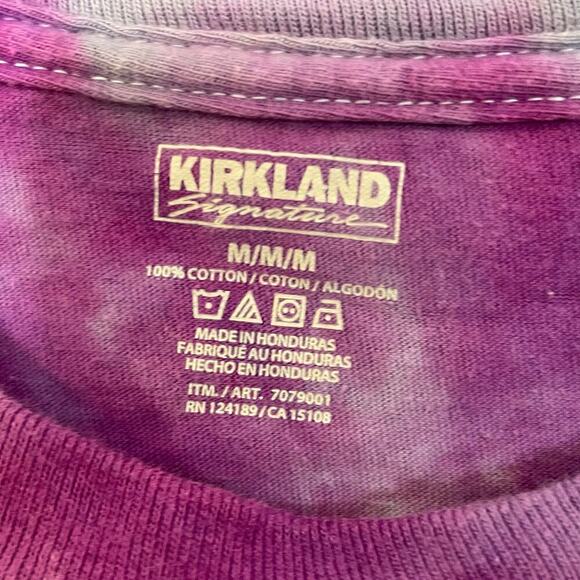 KIRKLAND
Signature
M/M/M
100% COTTON / COTON / ALGODÓN
MADE IN HONDURAS
FABRIQUÉ AU HONDURAS
HECHO EN HONDURAS
ITM. / ART. 7079001
RN 124189 / CA 15108